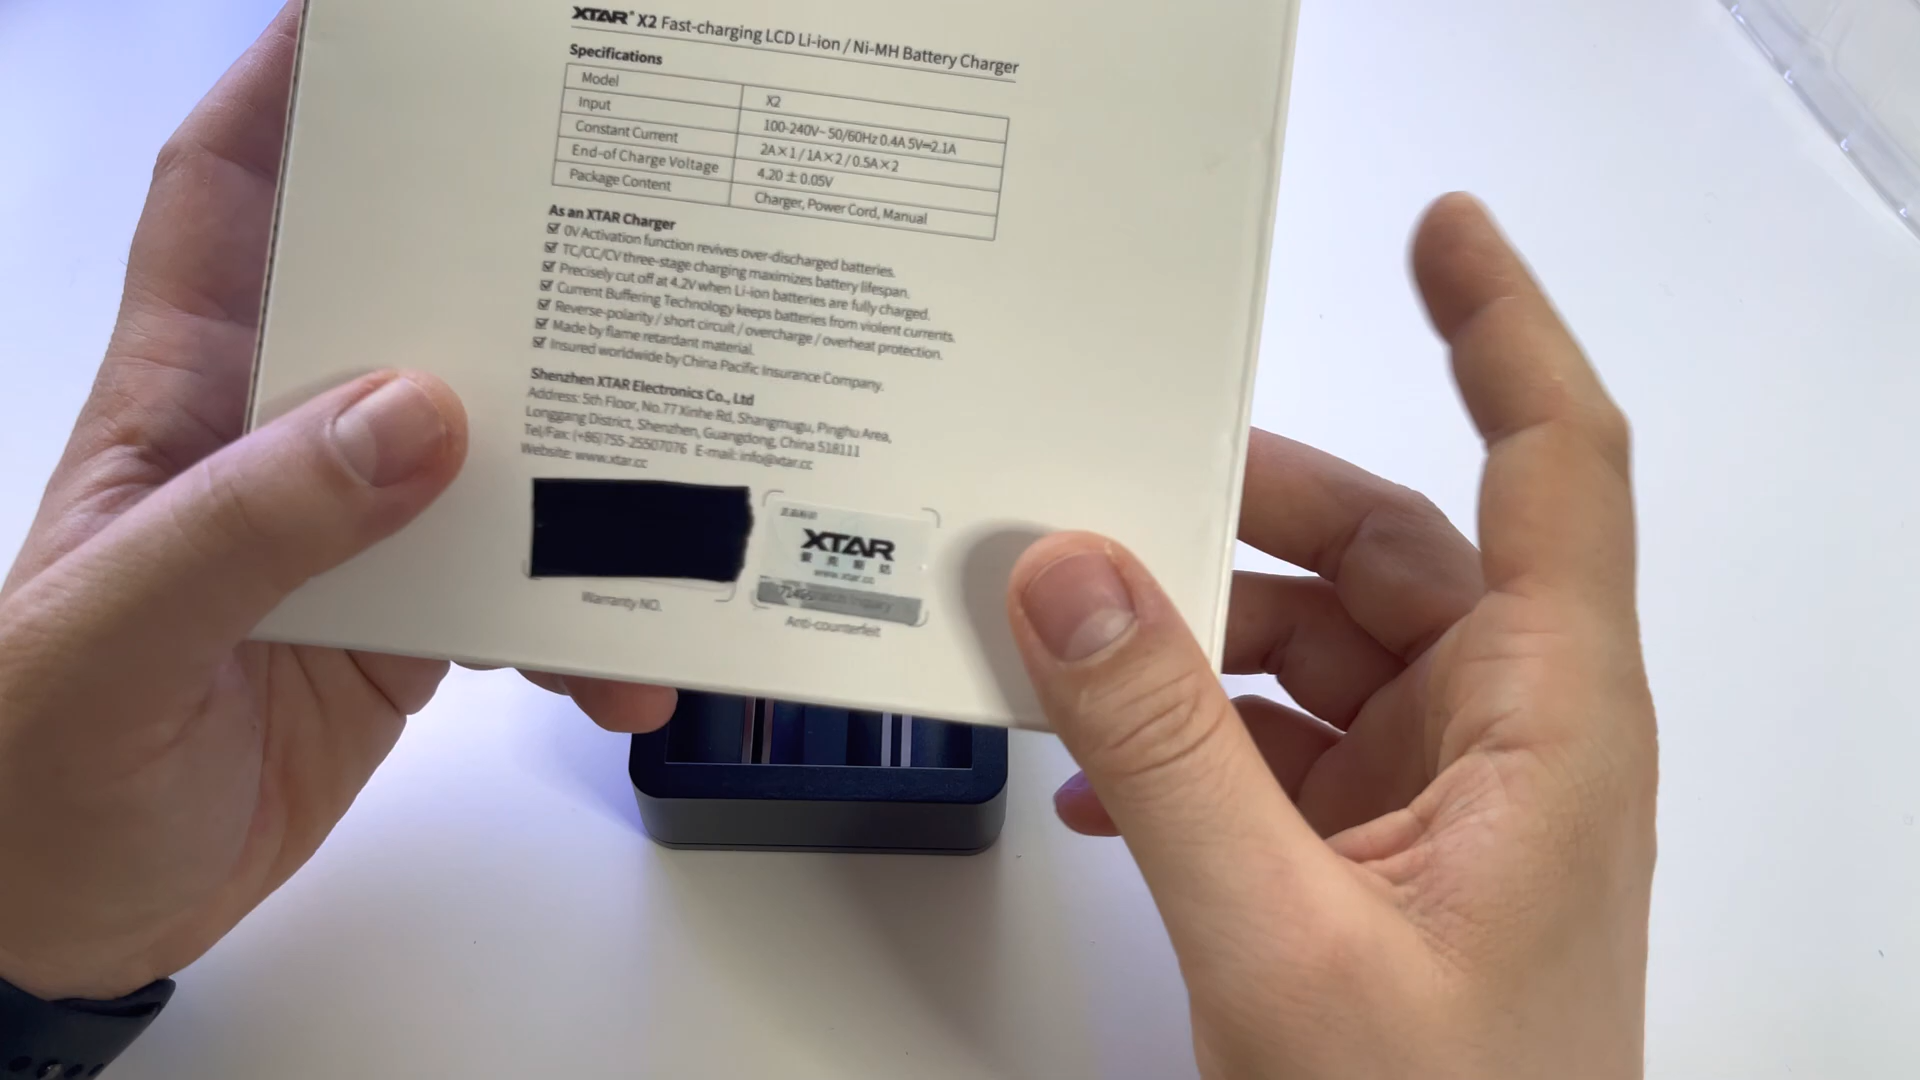 XTAR® X2 Fast-charging LCD Li-ion / Ni-MH Battery Charger
Specifications
Model X2
Input 100-240V~ 50/60Hz 0.4A 5V⎓2.1A
Constant Current 2A×1 / 1A×2 / 0.5A×2
End-of Charge Voltage 4.20 ± 0.05V
Package Content Charger, Power Cord, Manual
As an XTAR Charger
☑ 0V Activation function revives over-discharged batteries.
☑ TC/CC/CV three-stage charging maximizes battery lifespan.
☑ Precisely cut off at 4.2V when Li-ion batteries are fully charged.
☑ Current Buffering Technology keeps batteries from violent currents.
☑ Reverse-polarity / short circuit / overcharge / overheat protection.
☑ Made by flame retardant material.
☑ Insured worldwide by China Pacific Insurance Company.
Shenzhen XTAR Electronics Co., Ltd
Address: 5th Floor, No.77 Xinhe Rd, Shangmugu, Pinghu Area,
Longgang District, Shenzhen, Guangdong, China 518111
Tel/Fax: (+86)755-25507076 E-mail: info@xtar.cc
Website: www.xtar.cc
XTAR
www.xtar.cc
Inquiry
Warranty NO.
Anti-counterfeit